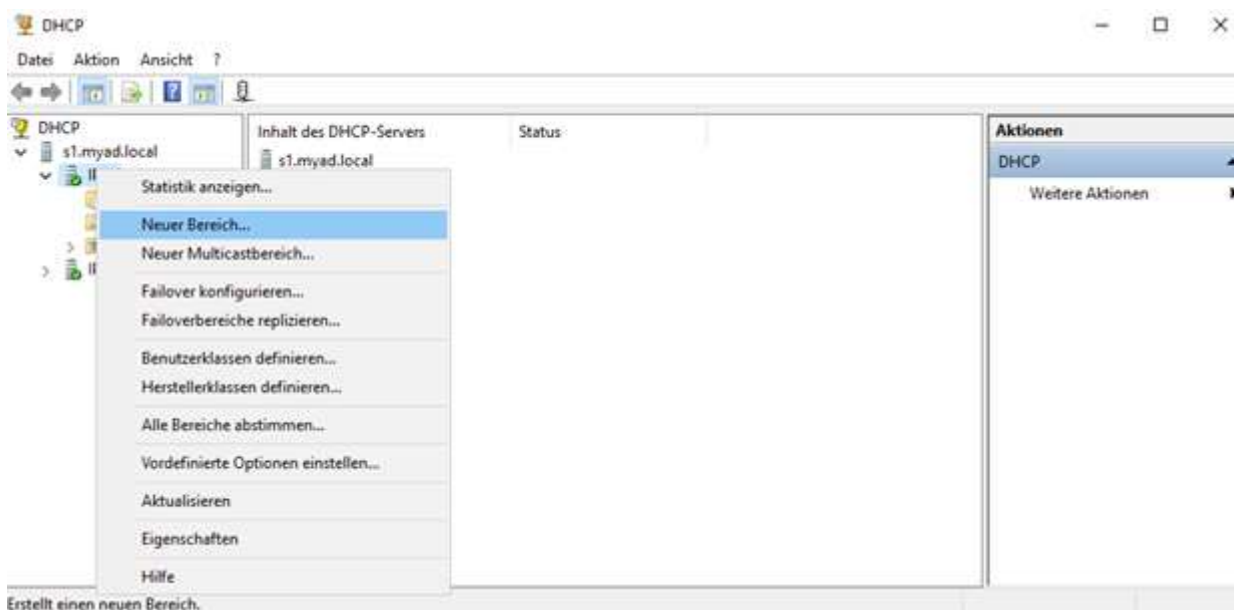 DHCP
Datei Aktion Ansicht ?
DHCP
s1.myad.local
Inhalt des DHCP-Servers Status
s1.myad.local
Statistik anzeigen...
Neuer Bereich...
Neuer Multicastbereich...
Failover konfigurieren...
Failoverbereiche replizieren...
Benutzerklassen definieren...
Herstellerklassen definieren...
Alle Bereiche abstimmen...
Vordefinierte Optionen einstellen...
Aktualisieren
Eigenschaften
Hilfe
Aktionen
DHCP
Weitere Aktionen
Erstellt einen neuen Bereich.